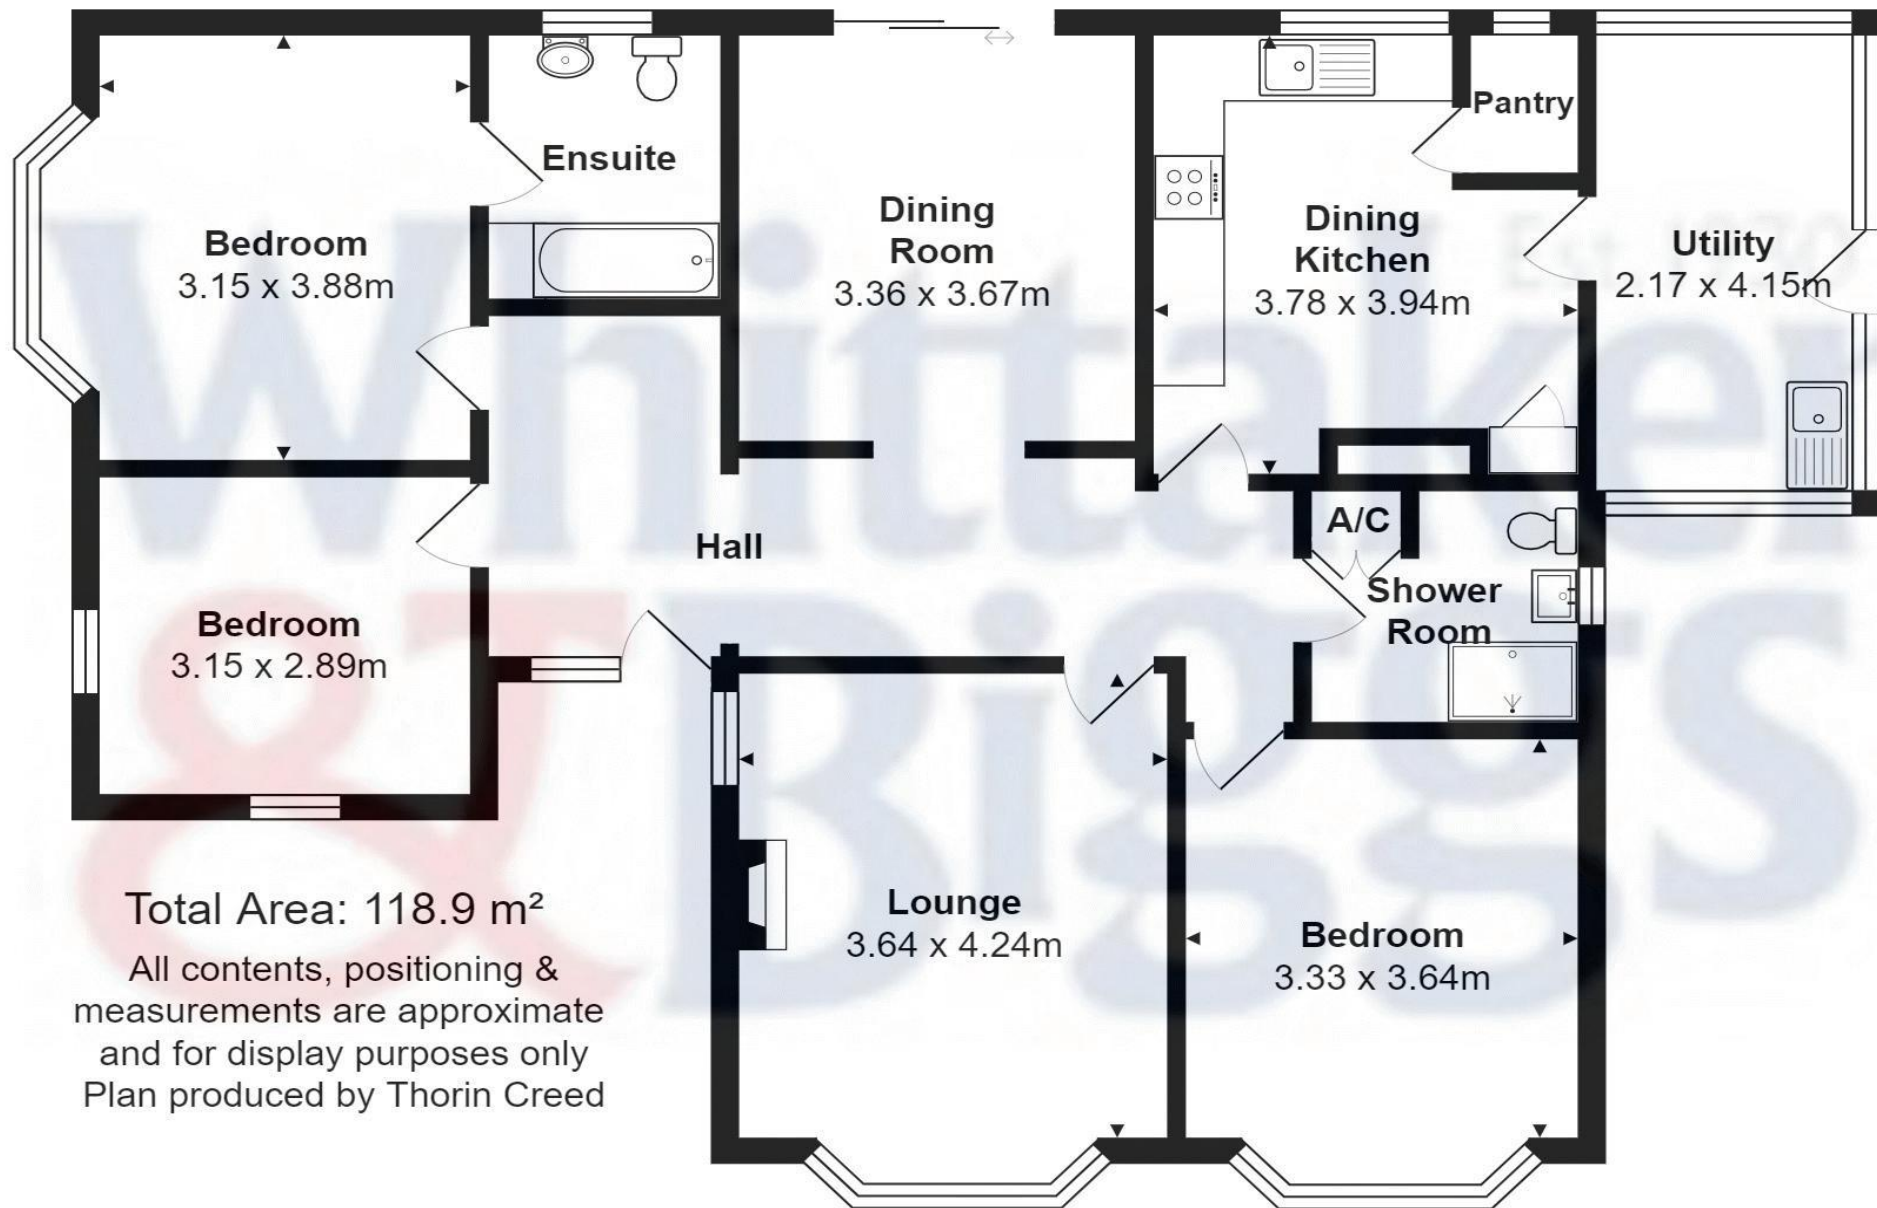 Bedroom
3.15 x 3.88m
Ensuite
Dining
Room
3.36 x 3.67m
Dining
Kitchen
3.78 x 3.94m
Pantry
Utility
2.17 x 4.15m
Bedroom
3.15 x 2.89m
Hall
A/C
Shower
Room
Lounge
3.64 x 4.24m
Bedroom
3.33 x 3.64m
Total Area: 118.9 m²
All contents, positioning &
measurements are approximate
and for display purposes only
Plan produced by Thorin Creed
Whittaker
& Biggs